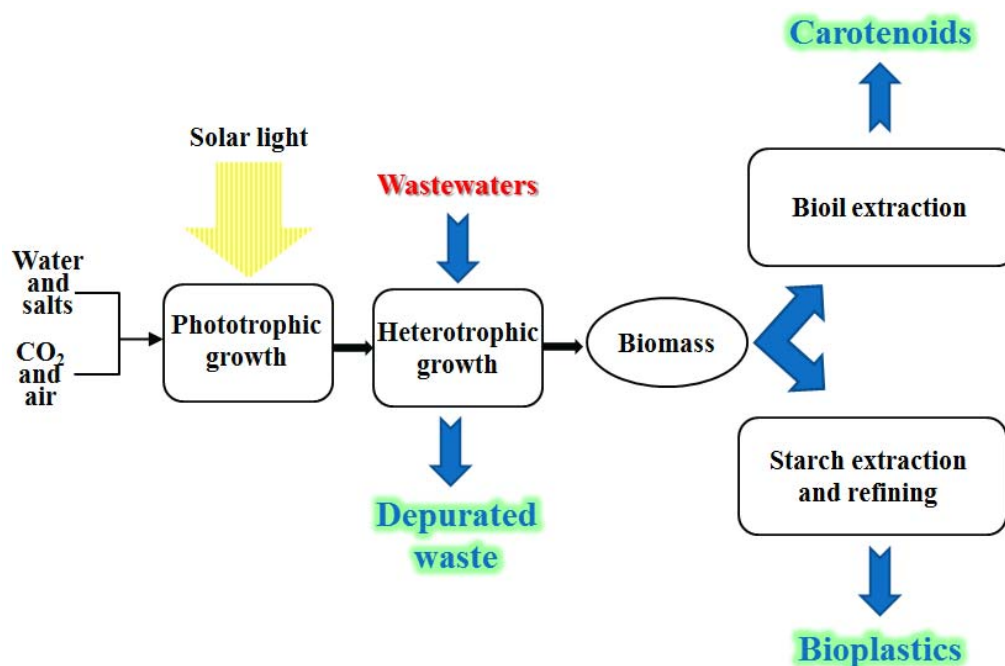 Carotenoids
Solar light
Wastewaters
Bioil extraction
Water
and
salts
CO₂
and
air
Phototrophic
growth
Heterotrophic
growth
Biomass
Starch extraction
and refining
Depurated
waste
Bioplastics